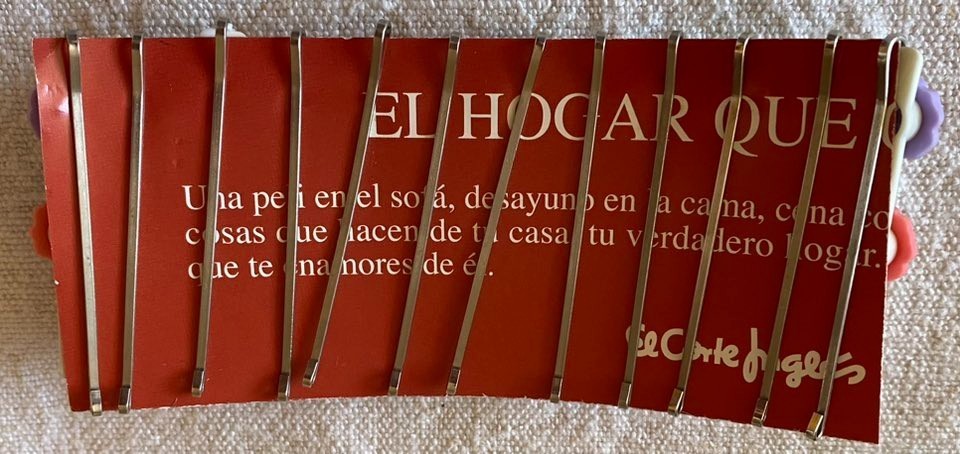 EL HOGAR QUE
Una peli en el sofá, desayuno en la cama, cena co
cosas que hacen de tu casa, tu verdadero hogar.
que te enamores de él.
El Corte Inglés